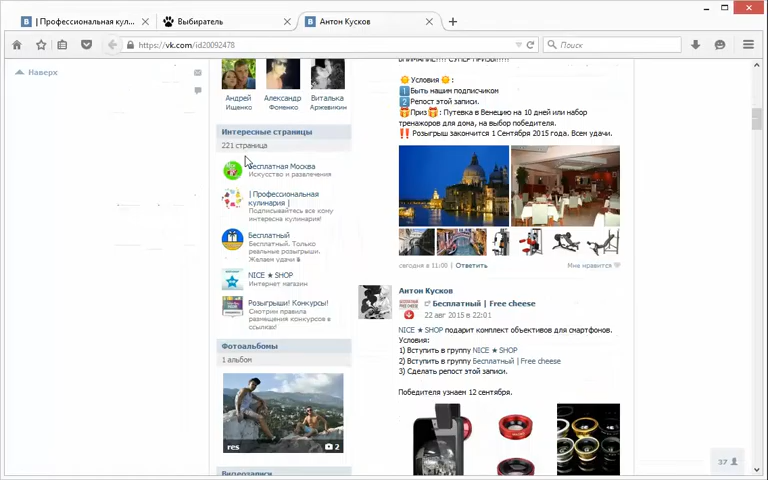 | Профессиональная кул...
Выбиратель
Антон Кусков
https://vk.com/id20092478
Поиск
Наверх
Андрей
Ищенко
Александр
Фоменко
Виталька
Аржевикин
Интересные страницы
221 страница
Бесплатная Москва
Искусство и развлечения
| Профессиональная
кулинария |
Подписывайтесь все кому
интересна кулинария!
Бесплатный
Бесплатный. Только
реальные розыгрыши.
Желаем удачи в
NICE ★ SHOP
Интернет магазин
Розыгрыши! Конкурсы!
Смотрим правила
размещения конкурсов в
ссылках!
Фотоальбомы
1 альбом
res
2
Видеозаписи
ВНИМАНИЕ!!!! СУПЕР ПРИЗЫ!!!!!
Условия :
1 Быть нашим подписчиком
2 Репост этой записи.
Приз : Путевка в Венецию на 10 дней или набор
тренажоров для дома, на выбор победителя.
!! Розыгрыш закончится 1 Сентября 2015 года. Всем удачи.
сегодня в 11:00 | Ответить
Мне нравится
Антон Кусков
Бесплатный | Free cheese
22 авг 2015 в 22:01
NICE ★ SHOP подарит комплект объективов для смартфонов.
Условия:
1) Вступить в группу NICE ★ SHOP
2) Вступить в группу Бесплатный | Free cheese
3) Сделать репост этой записи.
Победителя узнаем 12 сентября.
37